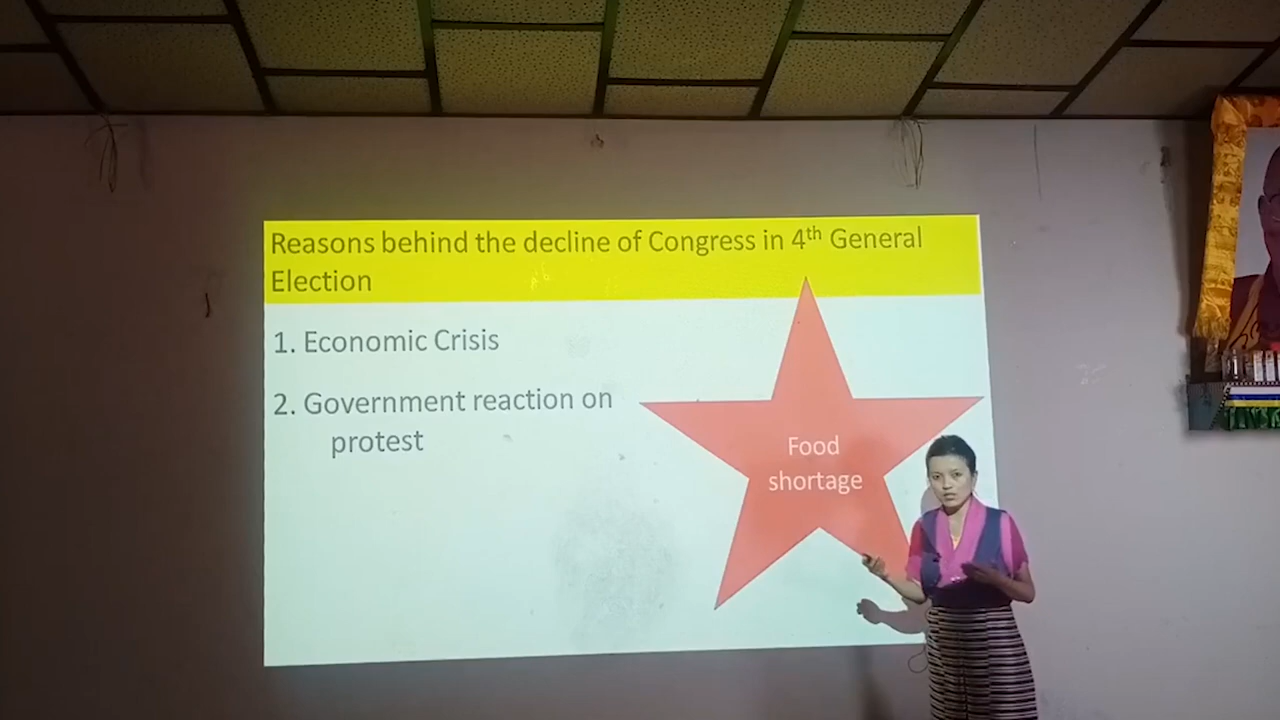 Reasons behind the decline of Congress in 4th General
Election
1. Economic Crisis
2. Government reaction on
protest
Food
shortage